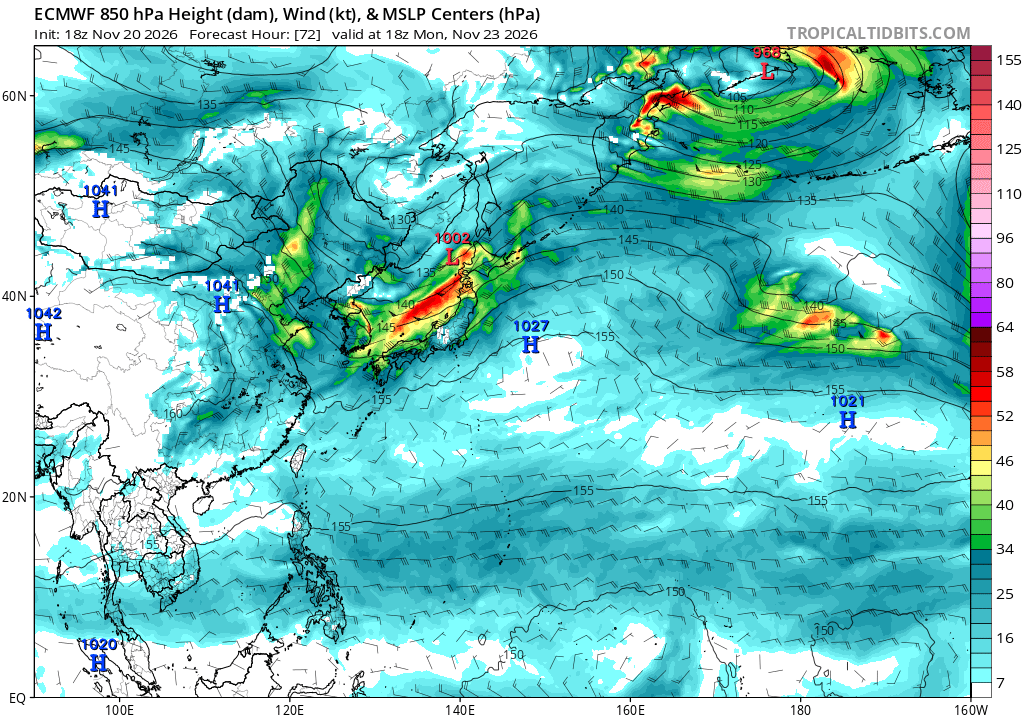 ECMWF 850 hPa Height (dam), Wind (kt), & MSLP Centers (hPa)
Init: 18z Nov 20 2026 Forecast Hour: [72] valid at 18z Mon, Nov 23 2026
TROPICALTIDBITS.COM
968
L
155
135
60N
105
140
110
115
125
120
145
125
130
110
1041
H
135
96
130
140
1002
L
145
135
80
150
150
1041
H
40N
140
140
64
1042
H
145
145
1027
H
155
150
58
155
155
1021
H
160
52
46
20N
155
155
155
40
155
34
25
150
150
16
1020
H
150
7
EQ
100E
120E
140E
160E
180
160W